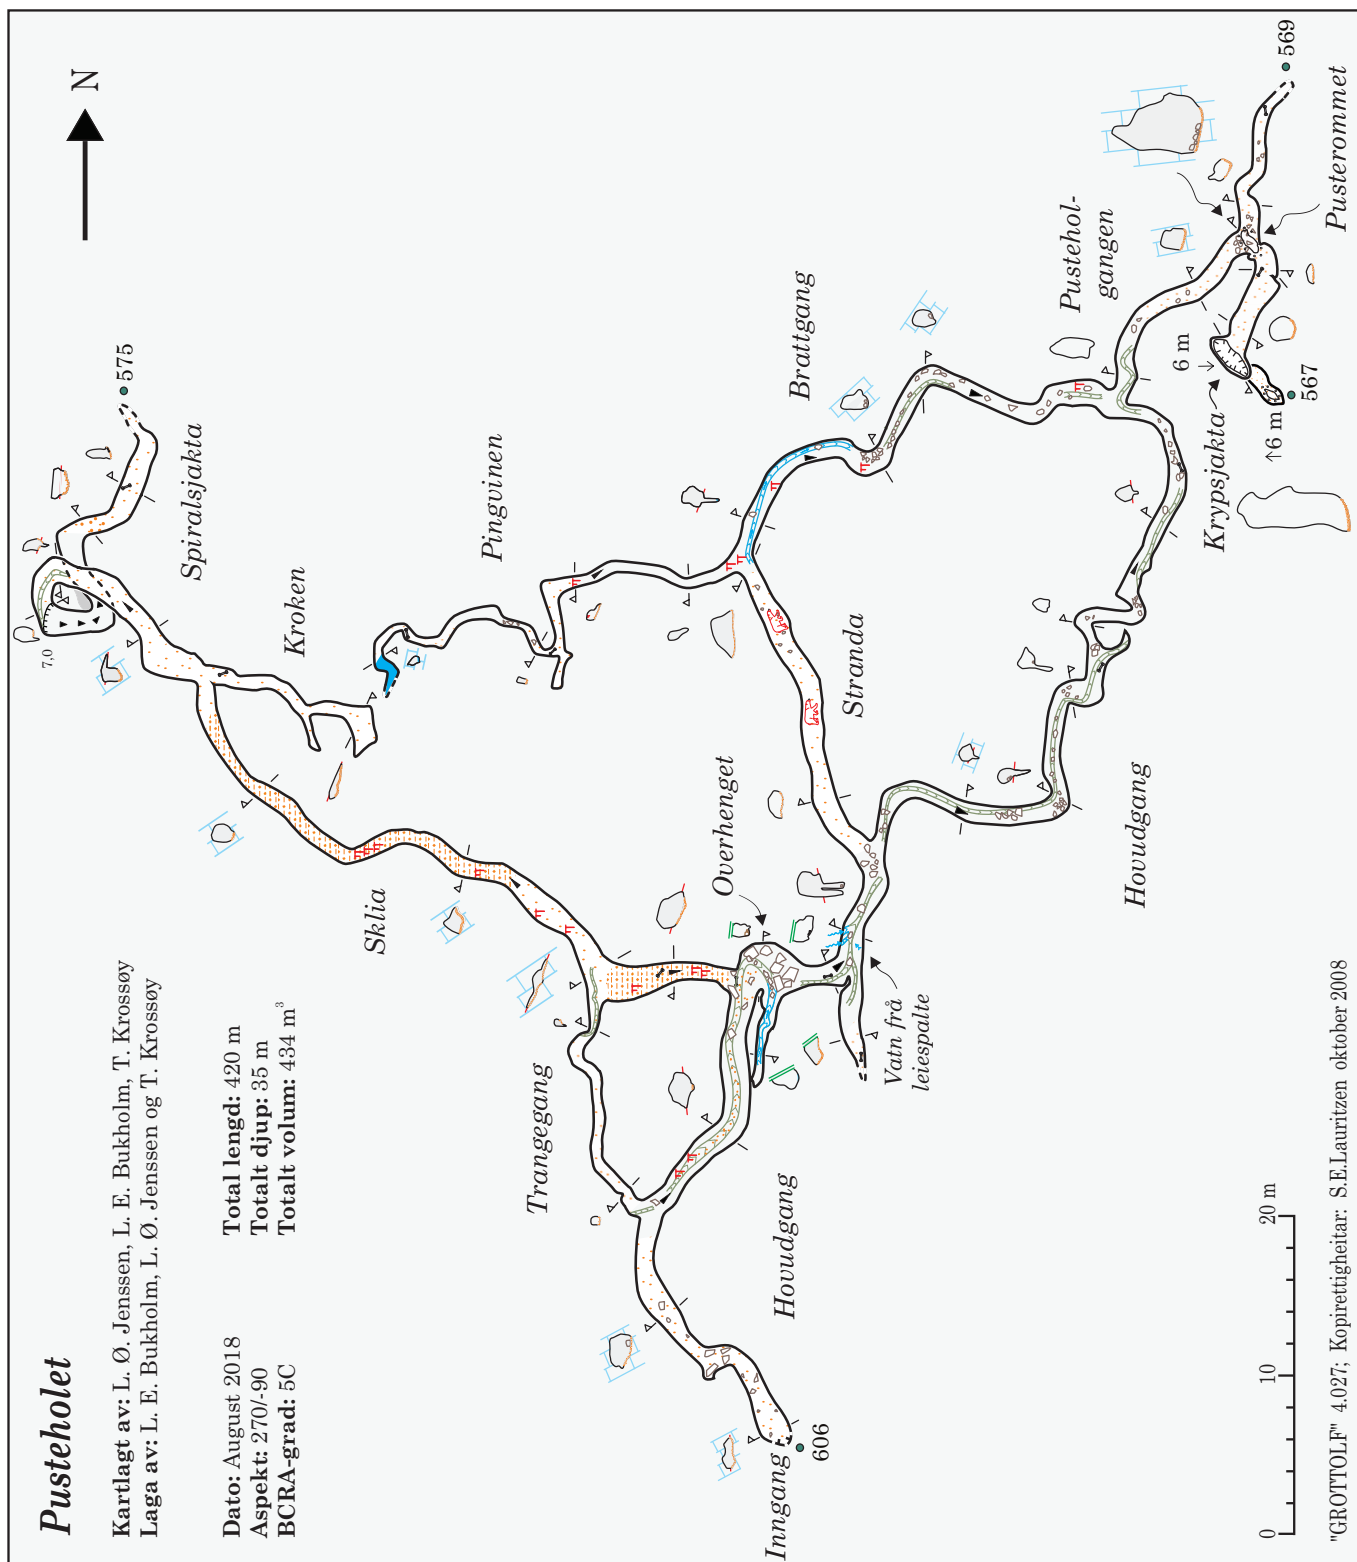 Pusteholet
Kartlagt av: L. Ø. Jenssen, L. E. Bukholm, T. Krossøy
Laga av: L. E. Bukholm, L. Ø. Jenssen og T. Krossøy
Dato: August 2018
Aspekt: 270/-90
BCRA-grad: 5C
Total lengd: 420 m
Totalt djup: 35 m
Totalt volum: 434 m³
N
575
Spiralsjakta
7,0
Kroken
Pingvinen
Sklia
Trangegang
Overhenget
Stranda
Brattgang
Pustehol-
gangen
Pusterommet
569
6 m
↓
Krypsjakta
567
↑6 m
Hovudgang
Vatn frå
leiespalte
Hovudgang
Inngang
606
0 10 20 m
"GROTTOLF" 4.027; Kopirettigheitar: S.E.Lauritzen oktober 2008